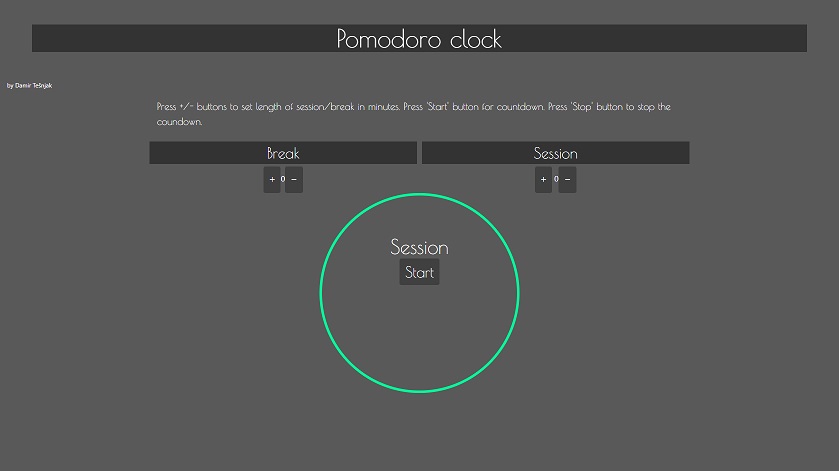 Pomodoro clock
by Damir Tešnjak
Press +/- buttons to set length of session/break in minutes. Press 'Start' button for countdown. Press 'Stop' button to stop the
coundown.
Break
Session
+ 0 -
+ 0 -
Session
Start